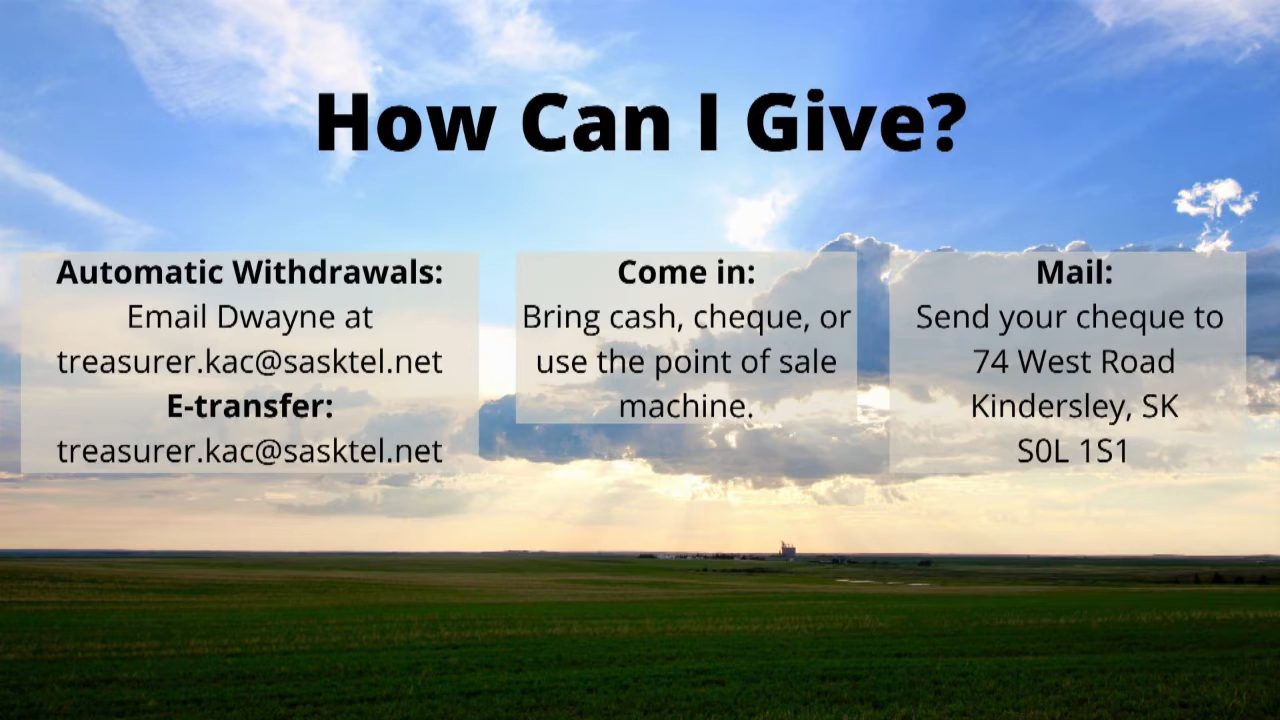 How Can I Give?
Automatic Withdrawals:
Email Dwayne at
treasurer.kac@sasktel.net
E-transfer:
treasurer.kac@sasktel.net
Come in:
Bring cash, cheque, or
use the point of sale
machine.
Mail:
Send your cheque to
74 West Road
Kindersley, SK
S0L 1S1